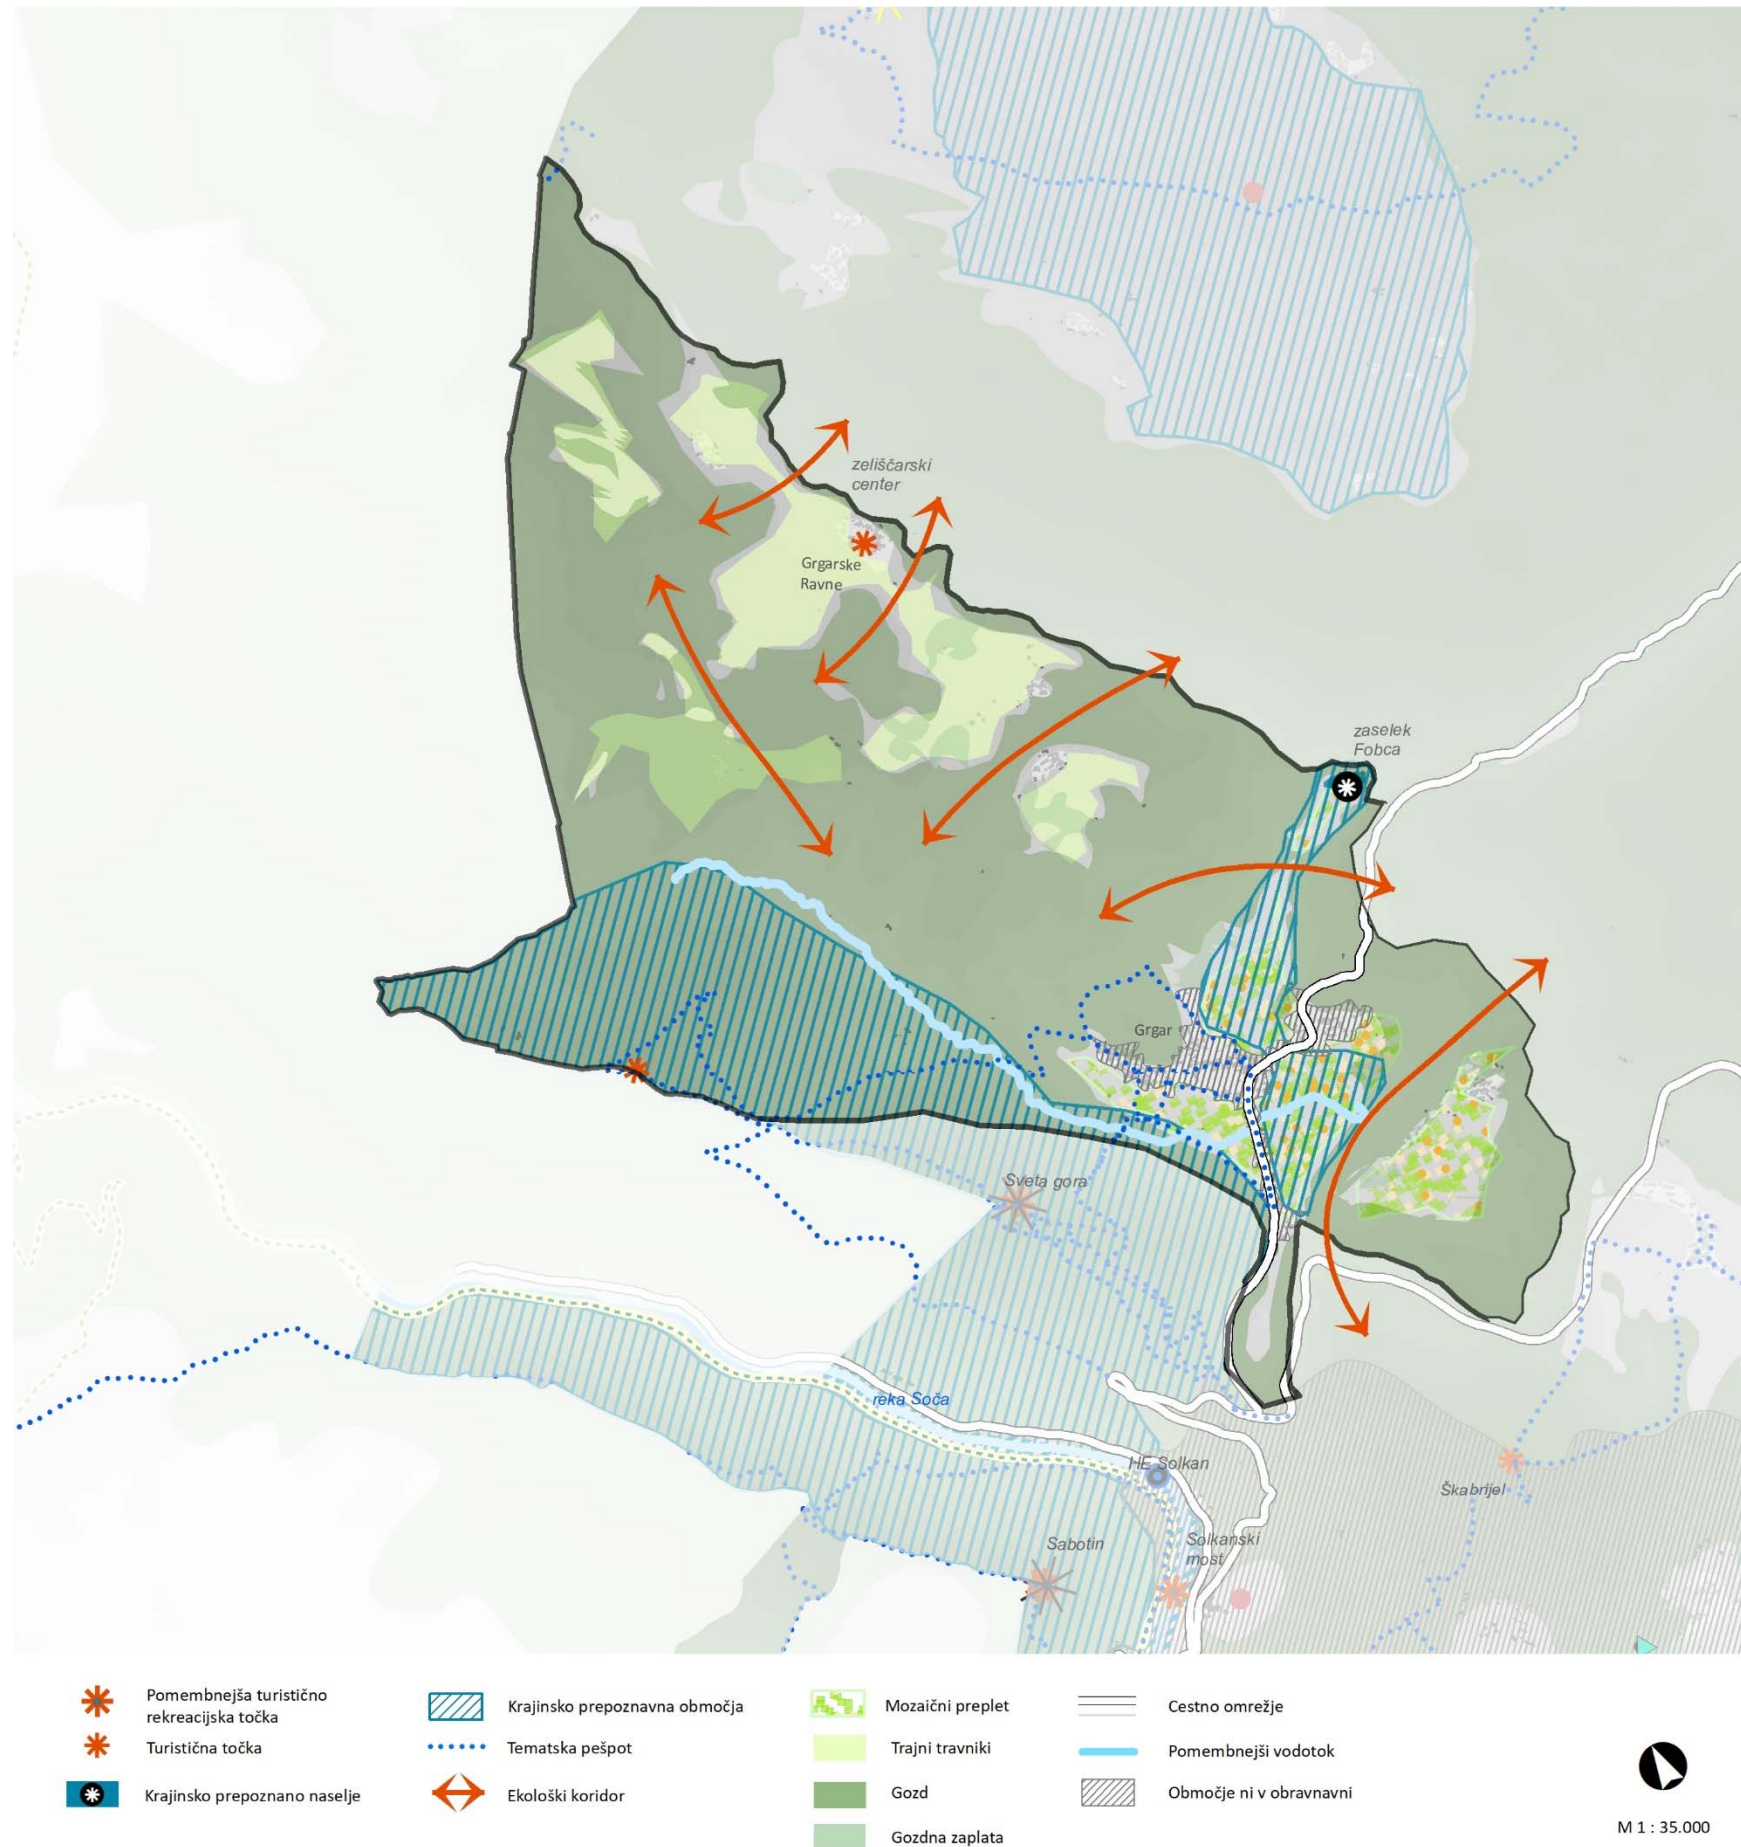 zeliščarski
center
Grgarske
Ravne
zaselek
Fobca
Grgar
Sveta gora
reka Soča
HE Solkan
Škabrijel
Solkanski
most
Sabotin
Pomembnejša turistično
rekreacijska točka
Turistična točka
Krajinsko prepoznano naselje
Krajinsko prepoznavna območja
Tematska pešpot
Ekološki koridor
Mozaični preplet
Trajni travniki
Gozd
Gozdna zaplata
Cestno omrežje
Pomembnejši vodotok
Območje ni v obravnavni
M 1 : 35.000